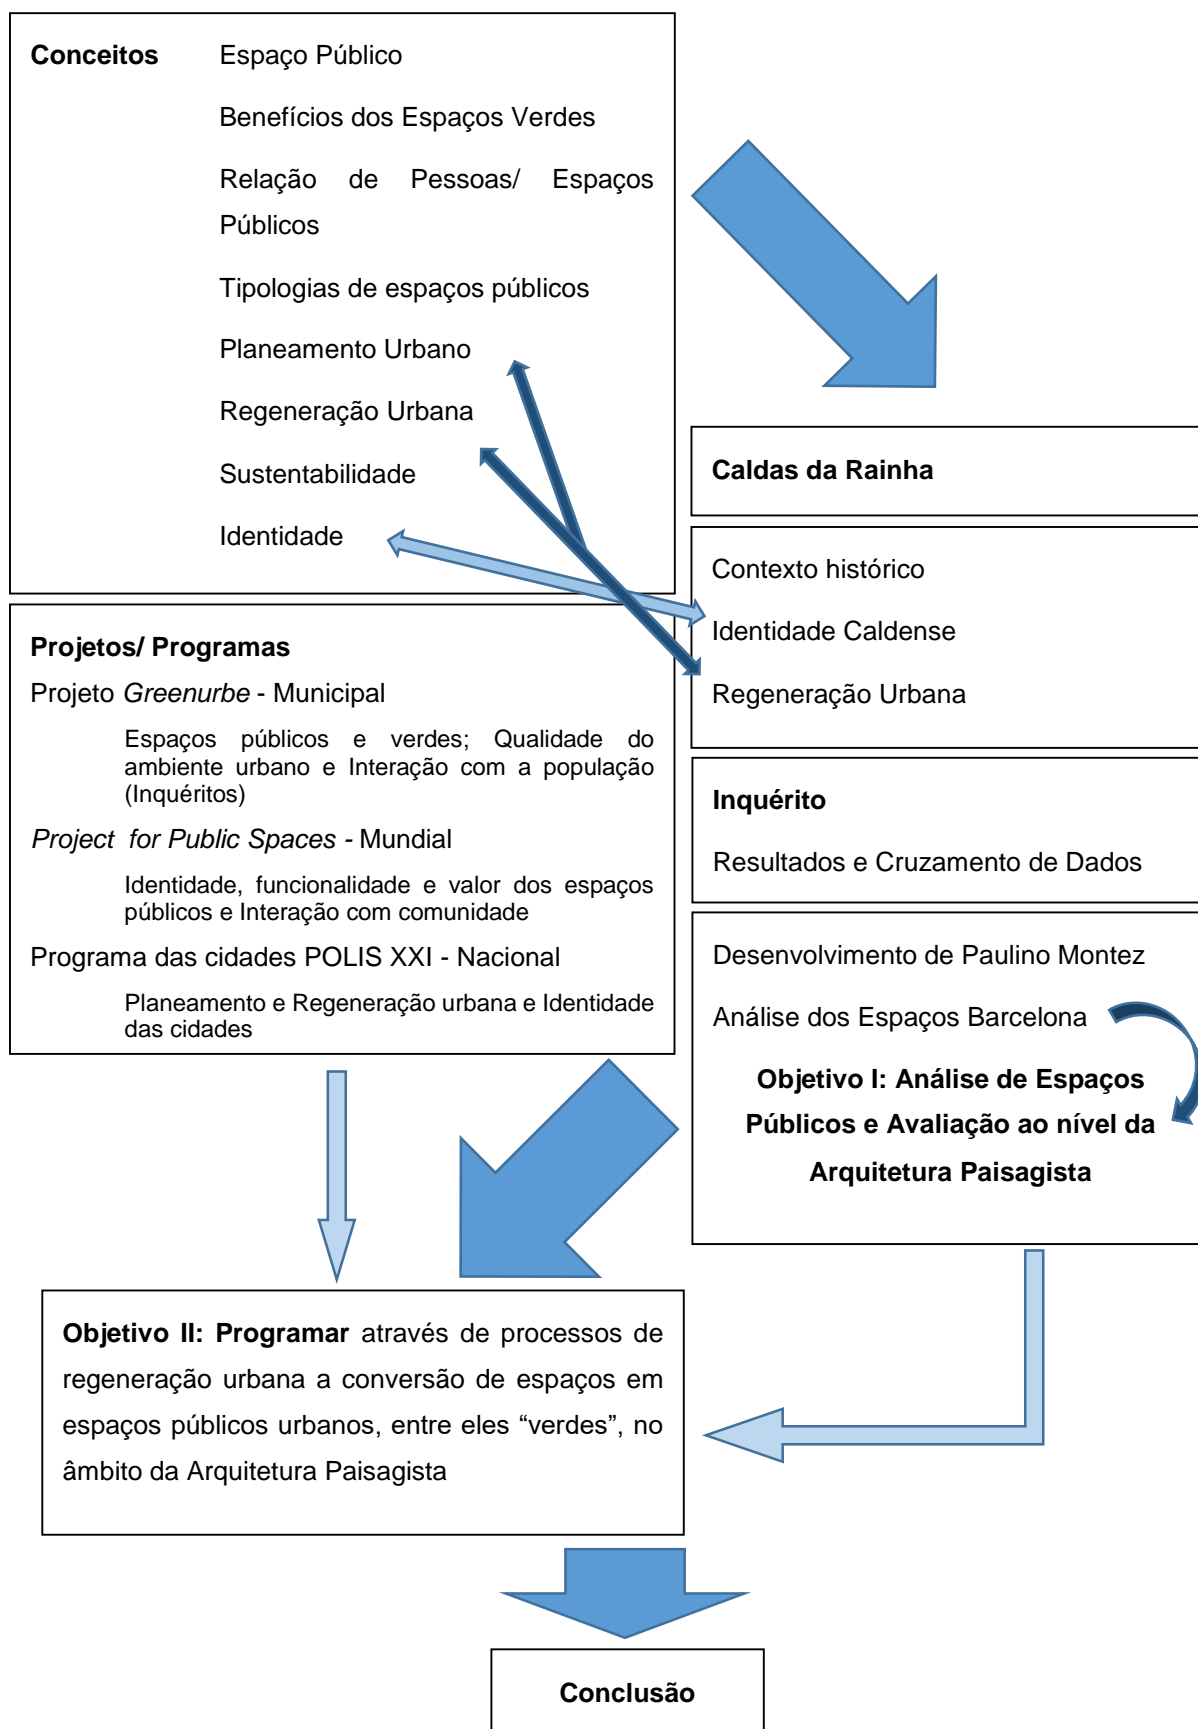 Conceitos Espaço Público
Benefícios dos Espaços Verdes
Relação de Pessoas/ Espaços
Públicos
Tipologias de espaços públicos
Planeamento Urbano
Regeneração Urbana
Sustentabilidade
Identidade
Projetos/ Programas
Projeto Greenurbe - Municipal
Espaços públicos e verdes; Qualidade do
ambiente urbano e Interação com a população
(Inquéritos)
Project for Public Spaces - Mundial
Identidade, funcionalidade e valor dos espaços
públicos e Interação com comunidade
Programa das cidades POLIS XXI - Nacional
Planeamento e Regeneração urbana e Identidade
das cidades
Caldas da Rainha
Contexto histórico
Identidade Caldense
Regeneração Urbana
Inquérito
Resultados e Cruzamento de Dados
Desenvolvimento de Paulino Montez
Análise dos Espaços Barcelona
Objetivo I: Análise de Espaços
Públicos e Avaliação ao nível da
Arquitetura Paisagista
Objetivo II: Programar através de processos de
regeneração urbana a conversão de espaços em
espaços públicos urbanos, entre eles “verdes”, no
âmbito da Arquitetura Paisagista
Conclusão